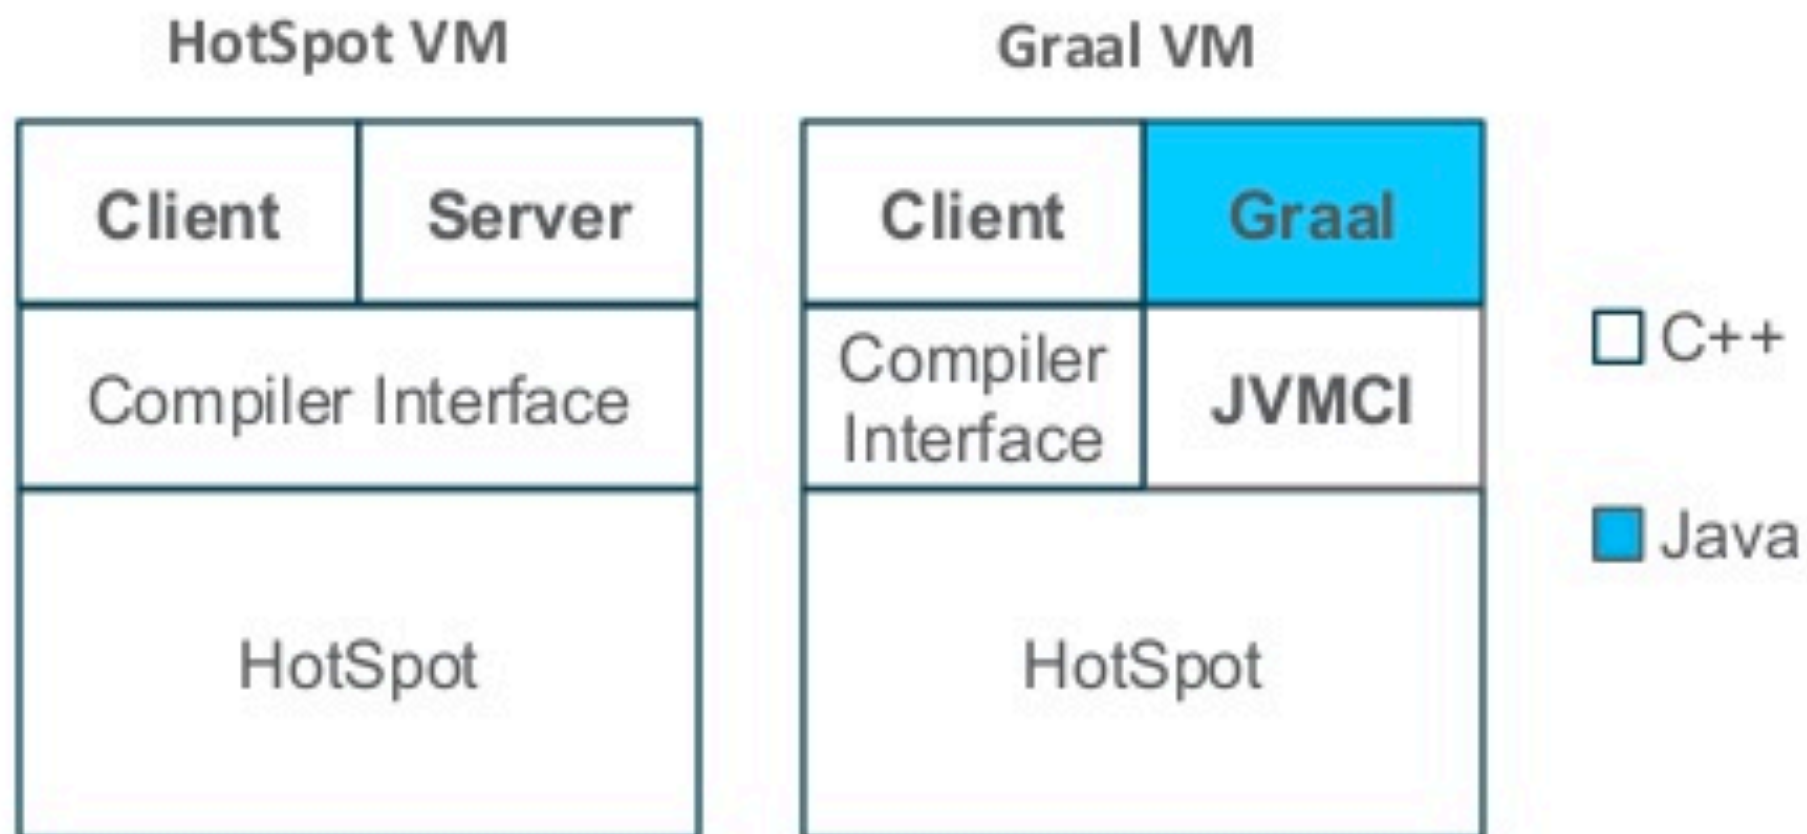 HotSpot VM
Client
Server
Compiler Interface
HotSpot
Graal VM
Client
Graal
Compiler
Interface
JVMCI
HotSpot
C++
Java